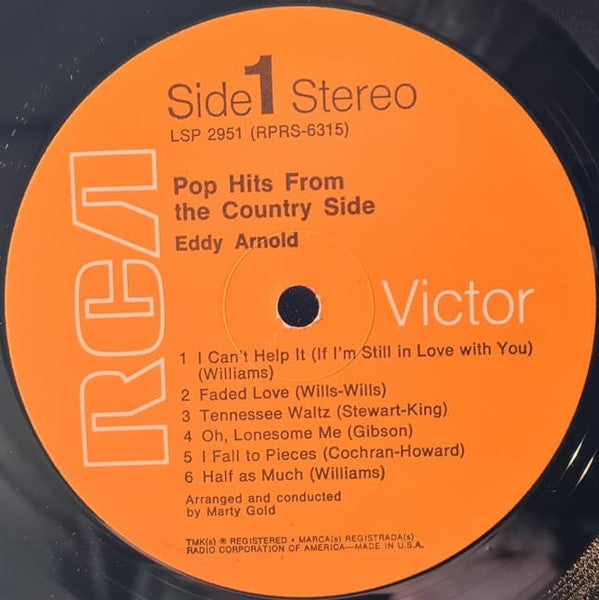 Side 1 Stereo
LSP 2951 (RPRS-6315)
Pop Hits From
the Country Side
Eddy Arnold
RCA
Victor
1 I Can't Help It (If I'm Still in Love with You)
(Williams)
2 Faded Love (Wills-Wills)
3 Tennessee Waltz (Stewart-King)
4 Oh, Lonesome Me (Gibson)
5 I Fall to Pieces (Cochran-Howard)
6 Half as Much (Williams)
Arranged and conducted
by Marty Gold
TMK(s) ® REGISTERED • MARCA(s) REGISTRADA(S)
RADIO CORPORATION OF AMERICA—MADE IN U.S.A.